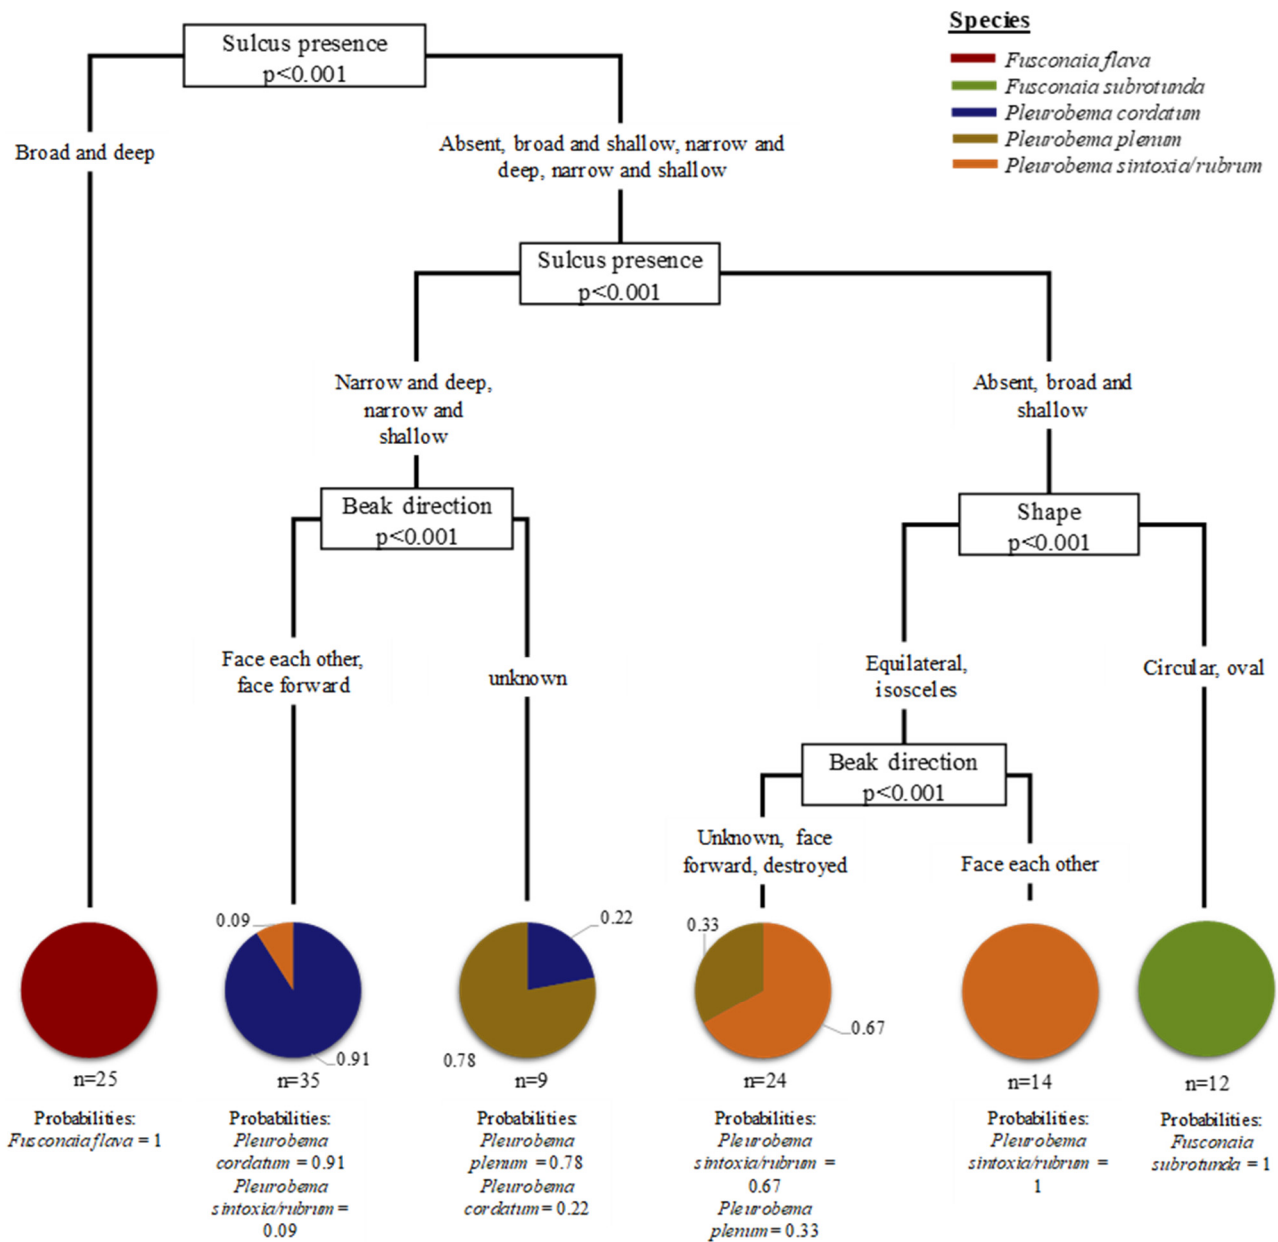 Species
Fusconaia flava
Fusconaia subrotunda
Pleurobema cordatum
Pleurobema plenum
Pleurobema sintoxia/rubrum
Sulcus presence
p<0.001
Broad and deep
Absent, broad and shallow, narrow and
deep, narrow and shallow
Sulcus presence
p<0.001
Narrow and deep,
narrow and
shallow
Absent, broad and
shallow
Beak direction
p<0.001
Shape
p<0.001
Face each other,
face forward
unknown
Equilateral,
isosceles
Circular, oval
Beak direction
p<0.001
Unknown, face
forward, destroyed
Face each other
0.09
0.91
0.22
0.78
0.33
0.67
n=25
Probabilities:
Fusconaia flava = 1
n=35
Probabilities:
Pleurobema
cordatum = 0.91
Pleurobema
sintoxia/rubrum =
0.09
n=9
Probabilities:
Pleurobema
plenum = 0.78
Pleurobema
cordatum = 0.22
n=24
Probabilities:
Pleurobema
sintoxia/rubrum =
0.67
Pleurobema
plenum = 0.33
n=14
Probabilities:
Pleurobema
sintoxia/rubrum =
1
n=12
Probabilities:
Fusconaia
subrotunda = 1